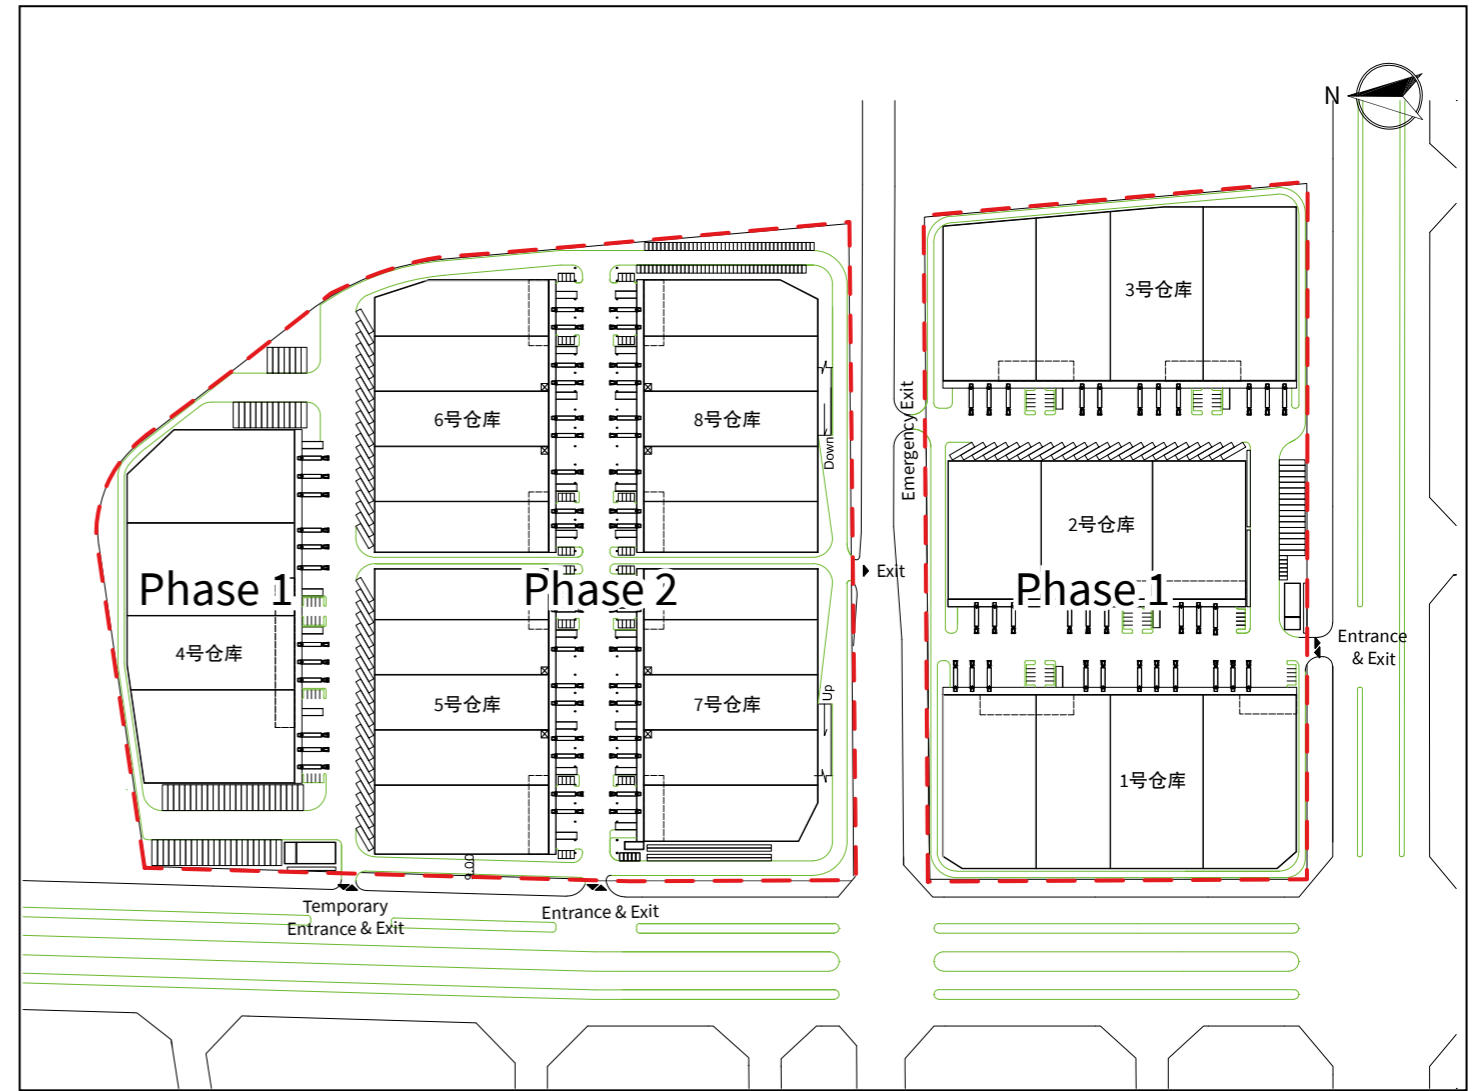 N
3号仓库
6号仓库
8号仓库
Down
Emergency Exit
2号仓库
Exit
Phase 1
Phase 2
Phase 1
Entrance
& Exit
4号仓库
5号仓库
7号仓库
Up
1号仓库
Temporary
Entrance & Exit
Entrance & Exit